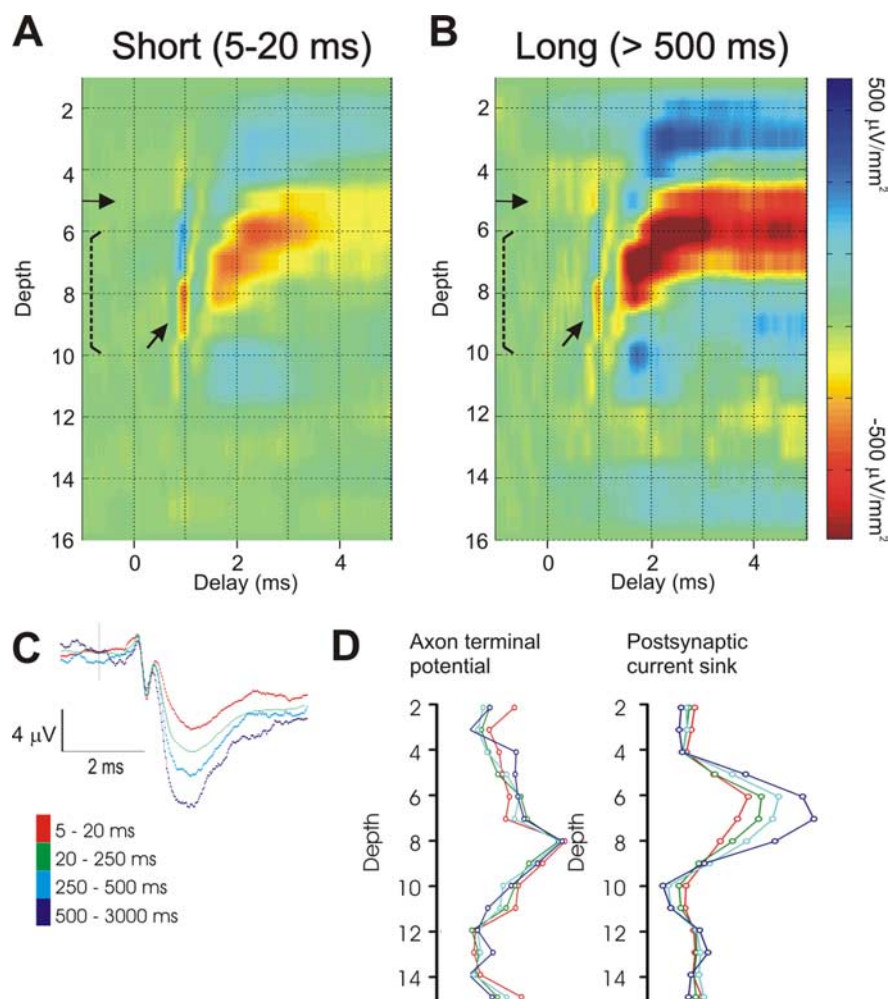 A Short (5-20 ms)
B Long (> 500 ms)
500 µV/mm²
-500 µV/mm²
Depth
2
4
6
8
10
12
14
16
0 2 4
Delay (ms)
Depth
2
4
6
8
10
12
14
16
0 2 4
Delay (ms)
C
4 µV
2 ms
5 - 20 ms
20 - 250 ms
250 - 500 ms
500 - 3000 ms
D
Axon terminal
potential
Depth
2
4
6
8
10
12
14
Postsynaptic
current sink
Depth
2
4
6
8
10
12
14